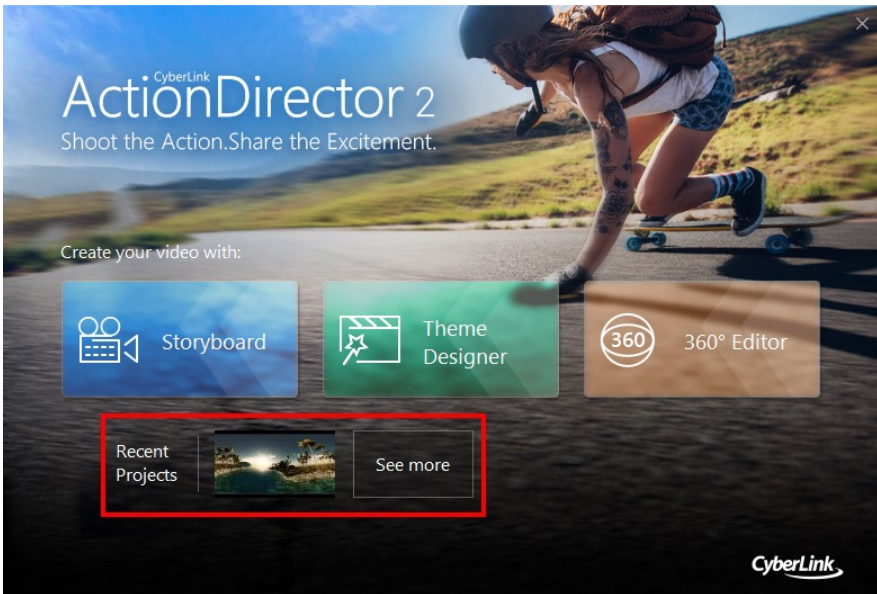 CyberLink
ActionDirector 2
Shoot the Action.Share the Excitement.
Create your video with:
Storyboard
Theme
Designer
360
360° Editor
Recent
Projects
See more
CyberLink